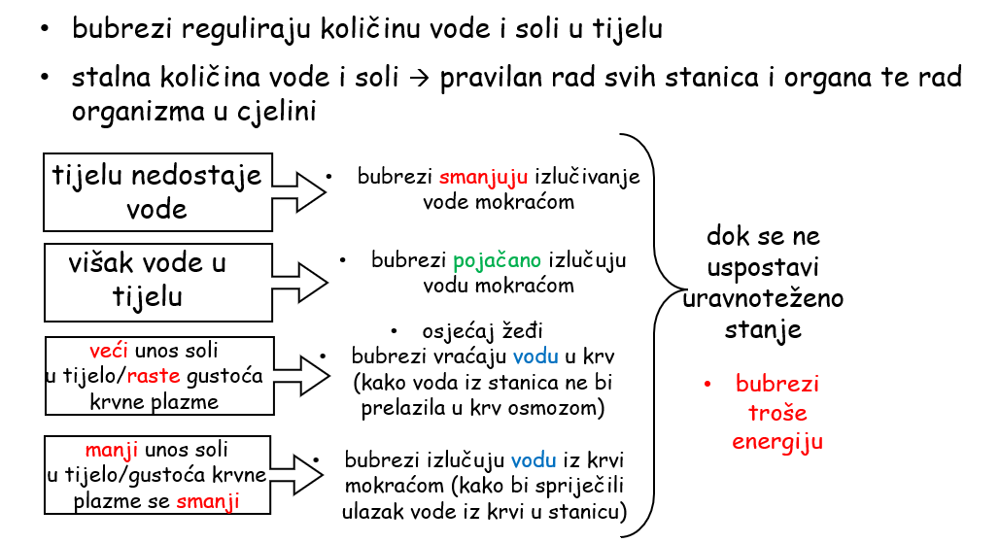 • bubrezi reguliraju količinu vode i soli u tijelu
• stalna količina vode i soli → pravilan rad svih stanica i organa te rad
organizma u cjelini
tijelu nedostaje
vode
• bubrezi smanjuju izlučivanje
vode mokraćom
višak vode u
tijelu
• bubrezi pojačano izlučuju
vodu mokraćom
veći unos soli
u tijelo/raste gustoća
krvne plazme
• osjećaj žeđi
• bubrezi vraćaju vodu u krv
(kako voda iz stanica ne bi
prelazila u krv osmozom)
manji unos soli
u tijelo/gustoća krvne
plazme se smanji
• bubrezi izlučuju vodu iz krvi
mokraćom (kako bi spriječili
ulazak vode iz krvi u stanicu)
dok se ne
uspostavi
uravnoteženo
stanje
• bubrezi
troše
energiju